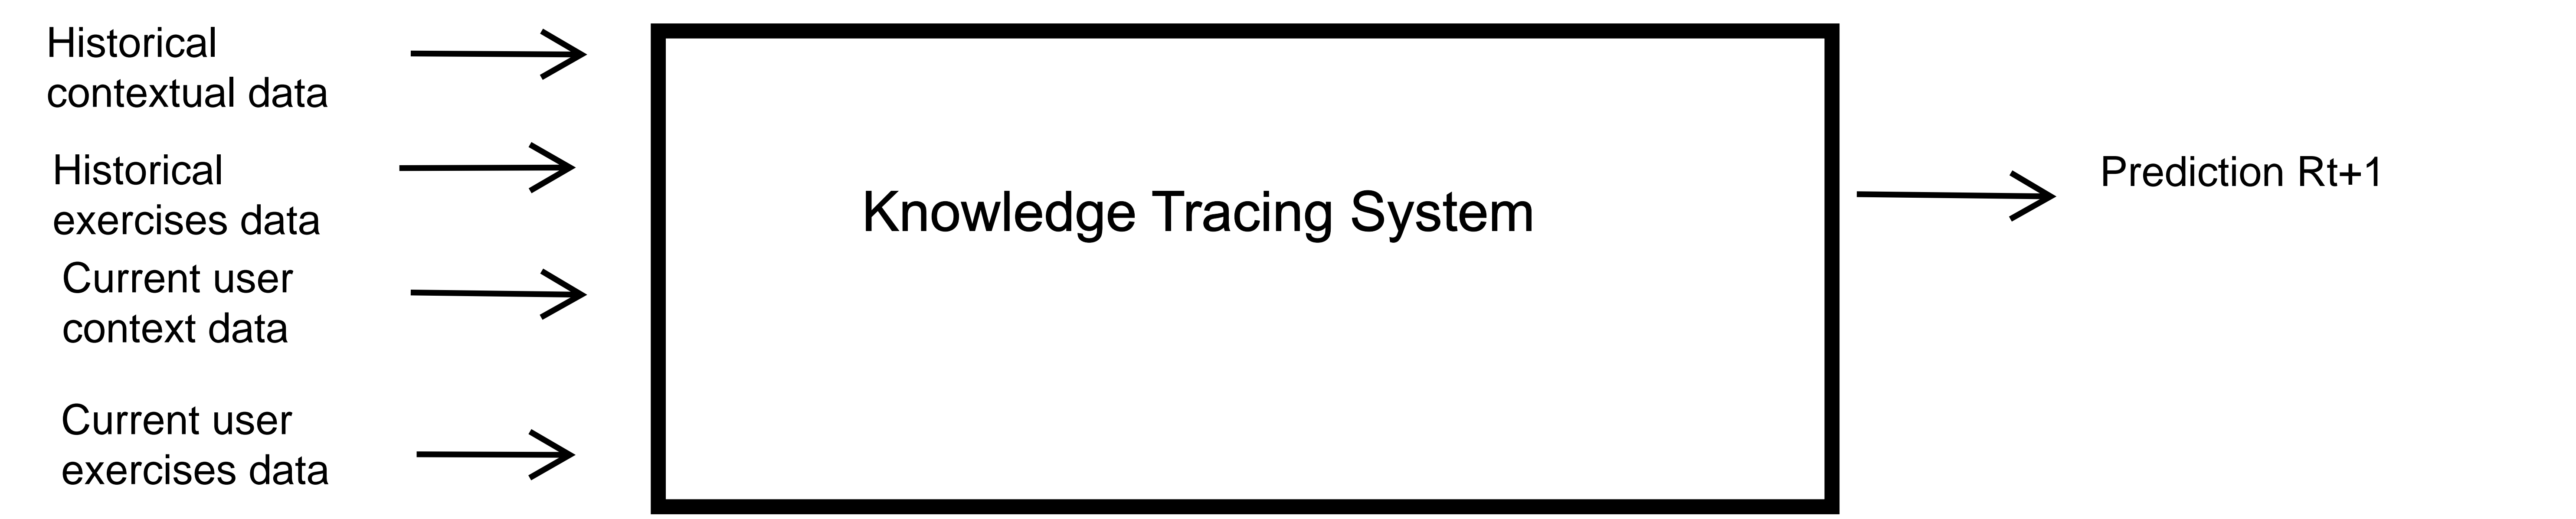 Historical
contextual data
Historical
exercises data
Current user
context data
Current user
exercises data
Knowledge Tracing System
Prediction Rt+1